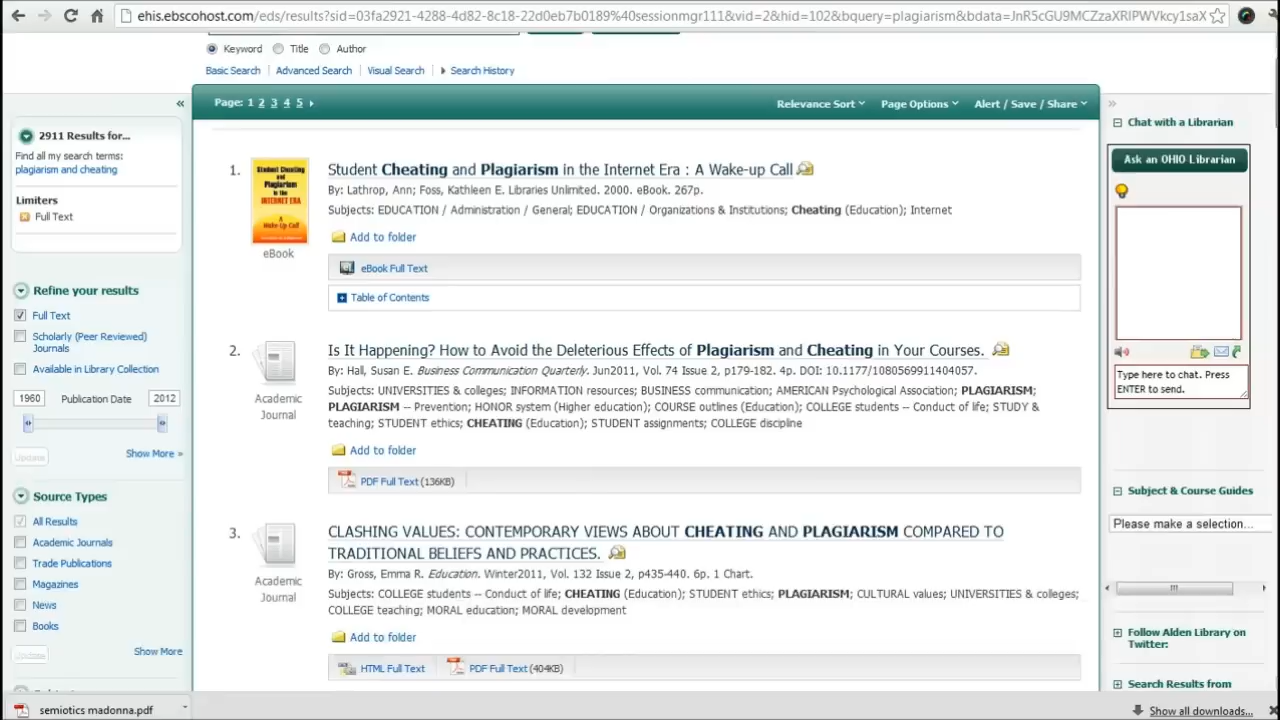 ehis.ebscohost.com/eds/results?sid=03fa2921-4288-4d82-8c18-22d0eb7b0189%40sessionmgr111&vid=2&hid=102&bquery=plagiarism&bdata=JnR5cGU9MCZzaXRlPWVkcy1saX
Keyword Title Author
Basic Search Advanced Search Visual Search Search History
«
Page: 1 2 3 4 5
Relevance Sort Page Options Alert / Save / Share
»
2911 Results for...
Find all my search terms:
plagiarism and cheating
Limiters
Full Text
Refine your results
Full Text
Scholarly (Peer Reviewed)
Journals
Available in Library Collection
1960 Publication Date 2012
Update
Show More »
Source Types
All Results
Academic Journals
Trade Publications
Magazines
News
Books
Update
Show More
1.
Student Cheating
and
Plagiarism
in the
INTERNET ERA
A
Wake-Up Call
eBook
Student Cheating and Plagiarism in the Internet Era : A Wake-up Call
By: Lathrop, Ann; Foss, Kathleen E. Libraries Unlimited. 2000. eBook. 267p.
Subjects: EDUCATION / Administration / General; EDUCATION / Organizations & Institutions; Cheating (Education); Internet
Add to folder
eBook Full Text
Table of Contents
2.
Academic
Journal
Is It Happening? How to Avoid the Deleterious Effects of Plagiarism and Cheating in Your Courses.
By: Hall, Susan E. Business Communication Quarterly. Jun2011, Vol. 74 Issue 2, p179-182. 4p. DOI: 10.1177/1080569911404057.
Subjects: UNIVERSITIES & colleges; INFORMATION resources; BUSINESS communication; AMERICAN Psychological Association; PLAGIARISM;
PLAGIARISM -- Prevention; HONOR system (Higher education); COURSE outlines (Education); COLLEGE students -- Conduct of life; STUDY &
teaching; STUDENT ethics; CHEATING (Education); STUDENT assignments; COLLEGE discipline
Add to folder
PDF Full Text (136KB)
3.
Academic
Journal
CLASHING VALUES: CONTEMPORARY VIEWS ABOUT CHEATING AND PLAGIARISM COMPARED TO
TRADITIONAL BELIEFS AND PRACTICES.
By: Gross, Emma R. Education. Winter2011, Vol. 132 Issue 2, p435-440. 6p. 1 Chart.
Subjects: COLLEGE students -- Conduct of life; CHEATING (Education); STUDENT ethics; PLAGIARISM; CULTURAL values; UNIVERSITIES & colleges;
COLLEGE teaching; MORAL education; MORAL development
Add to folder
HTML Full Text PDF Full Text (404KB)
Chat with a Librarian
Ask an OHIO Librarian
Type here to chat. Press
ENTER to send.
Subject & Course Guides
Please make a selection...
Follow Alden Library on
Twitter:
Search Results from
semiotics madonna.pdf
Show all downloads...